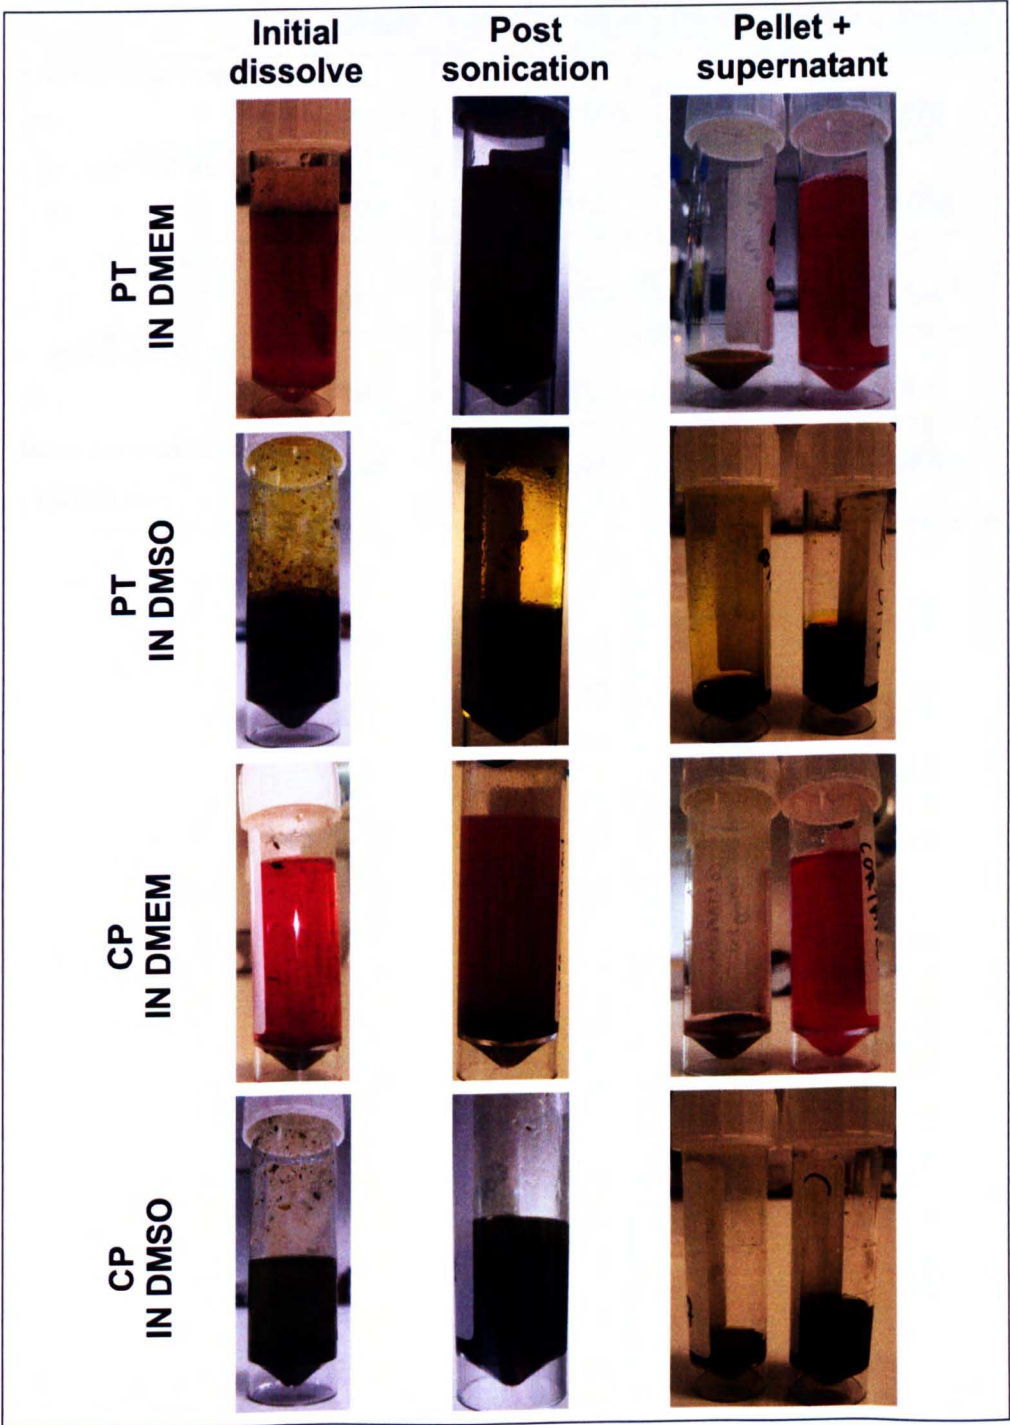 Initial
dissolve
Post
sonication
Pellet +
supernatant
PT
IN DMEM
PT
IN DMSO
CP
IN DMEM
CP
IN DMSO